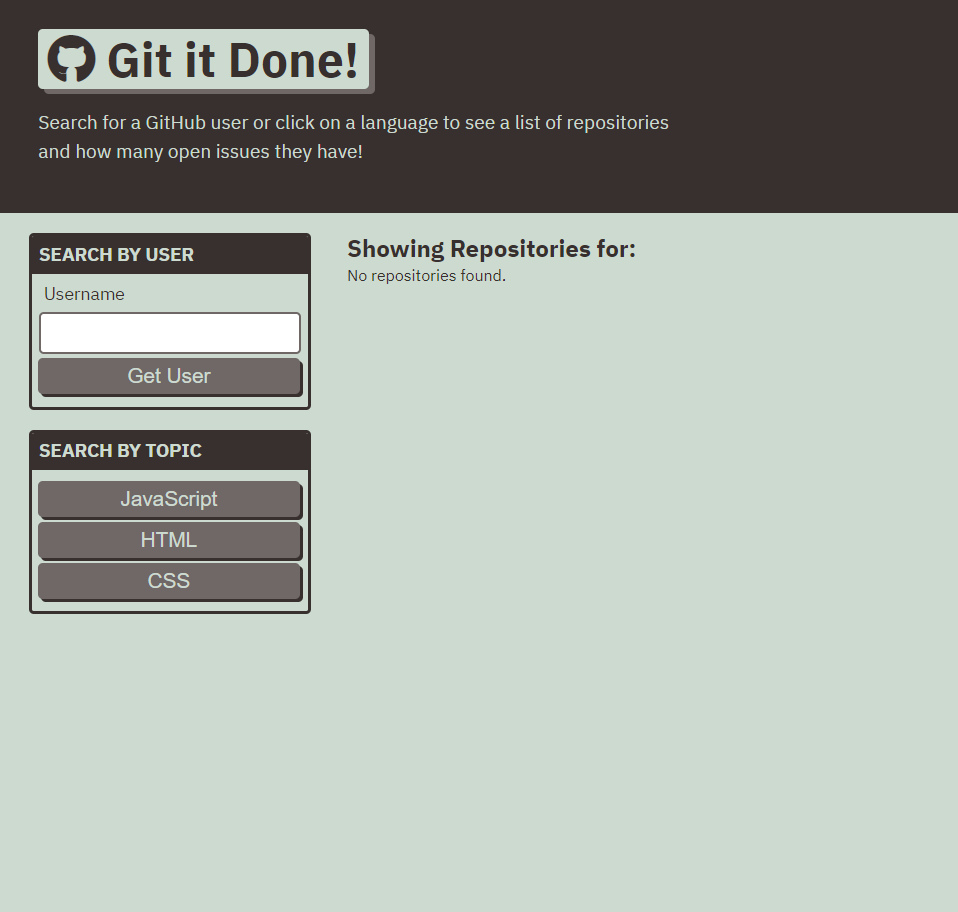 Git it Done!
Search for a GitHub user or click on a language to see a list of repositories
and how many open issues they have!
SEARCH BY USER
Username
Get User
SEARCH BY TOPIC
JavaScript
HTML
CSS
Showing Repositories for:
No repositories found.